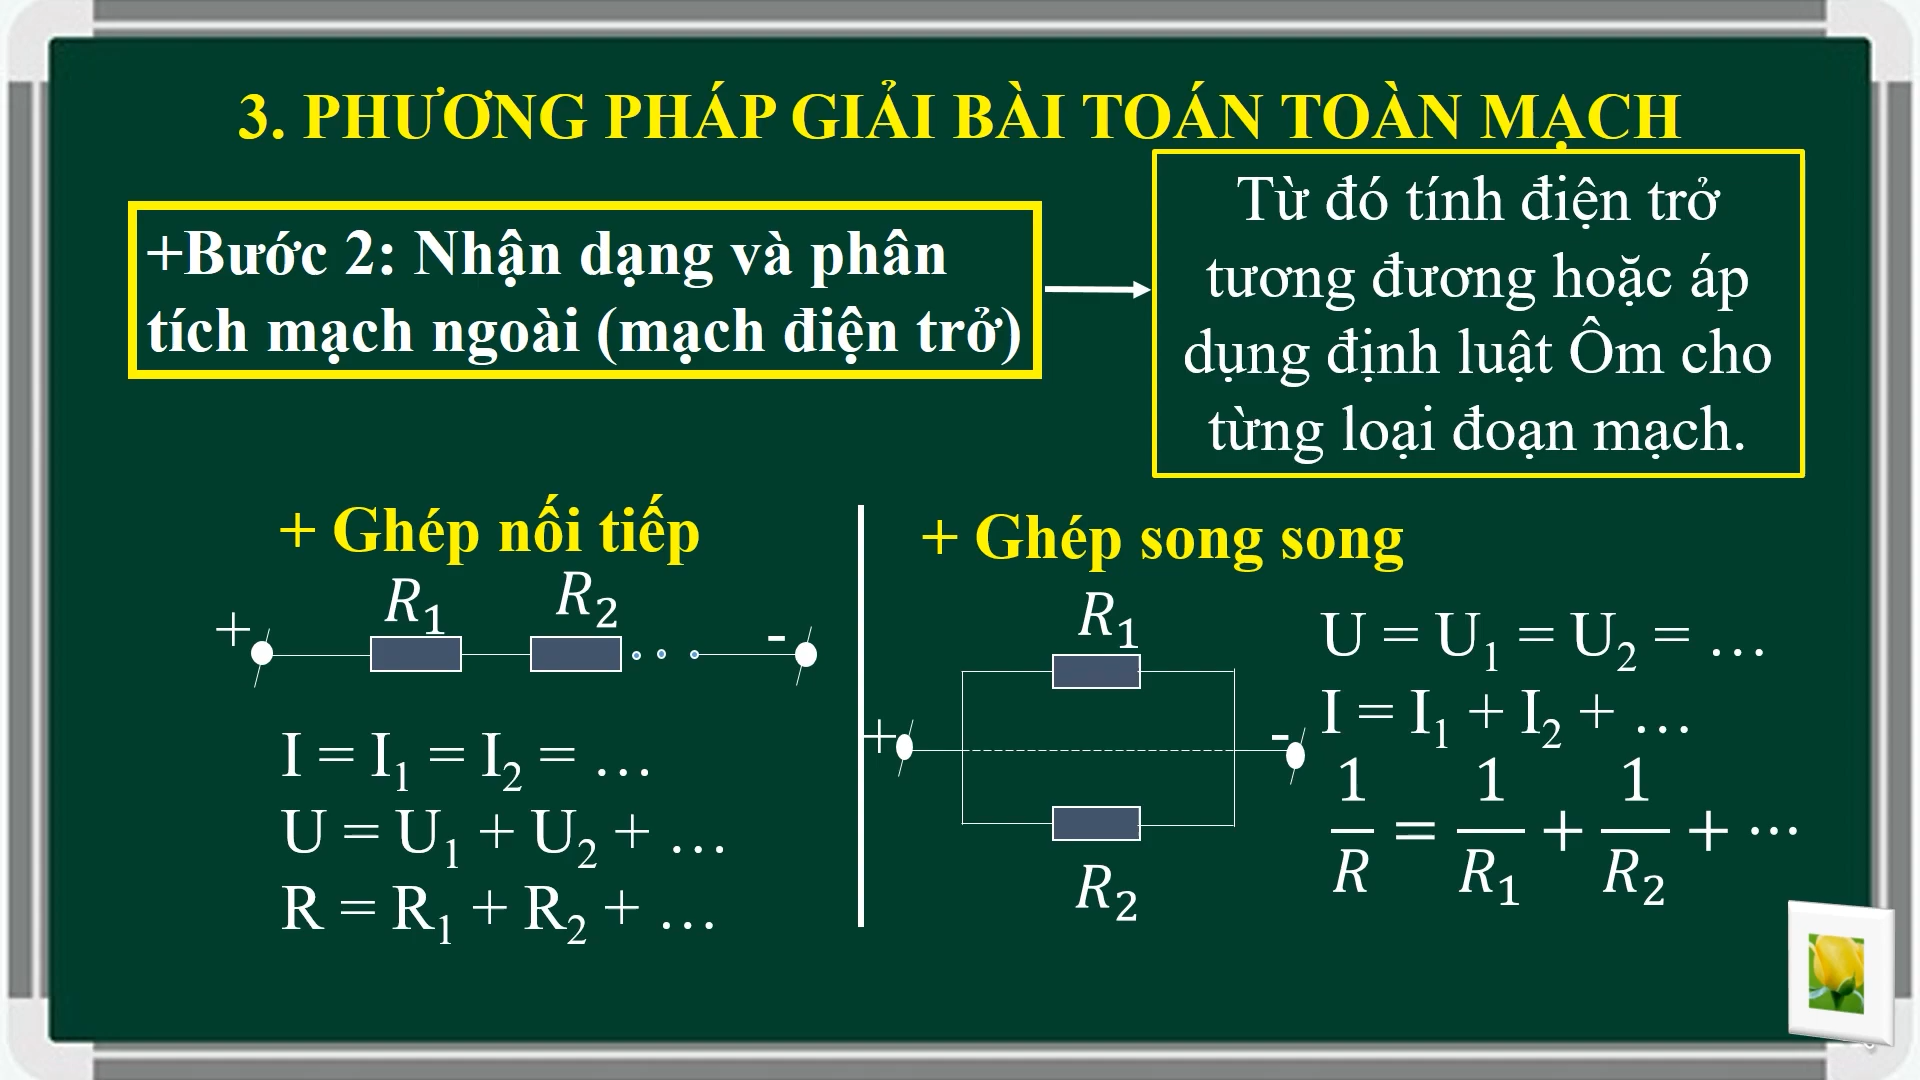 3. PHƯƠNG PHÁP GIẢI BÀI TOÁN TOÀN MẠCH
+Bước 2: Nhận dạng và phân
tích mạch ngoài (mạch điện trở)
Từ đó tính điện trở
tương đương hoặc áp
dụng định luật Ôm cho
từng loại đoạn mạch.
+ Ghép nối tiếp
R₁ R₂
+ -
I = I₁ = I₂ = …
U = U₁ + U₂ + …
R = R₁ + R₂ + …
+ Ghép song song
R₁
+ -
R₂
U = U₁ = U₂ = …
I = I₁ + I₂ + …
1/R = 1/R₁ + 1/R₂ + ⋯